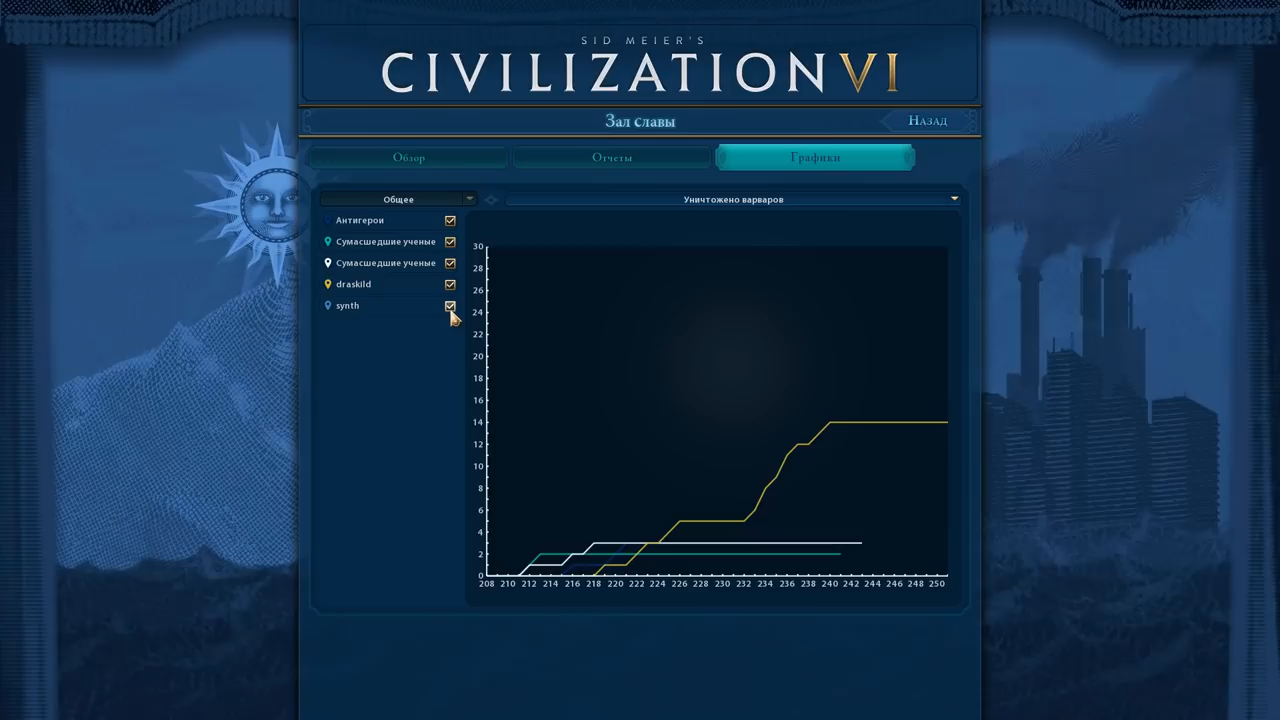 SID MEIER'S
CIVILIZATION VI
Зал славы
Назад
Обзор
Отчеты
Графики
Общее
Уничтожено варваров
Антигерои
Сумасшедшие ученые
Сумасшедшие ученые
draskild
synth
30
28
26
24
22
20
18
16
14
12
10
8
6
4
2
0
208 210 212 214 216 218 220 222 224 226 228 230 232 234 236 238 240 242 244 246 248 250